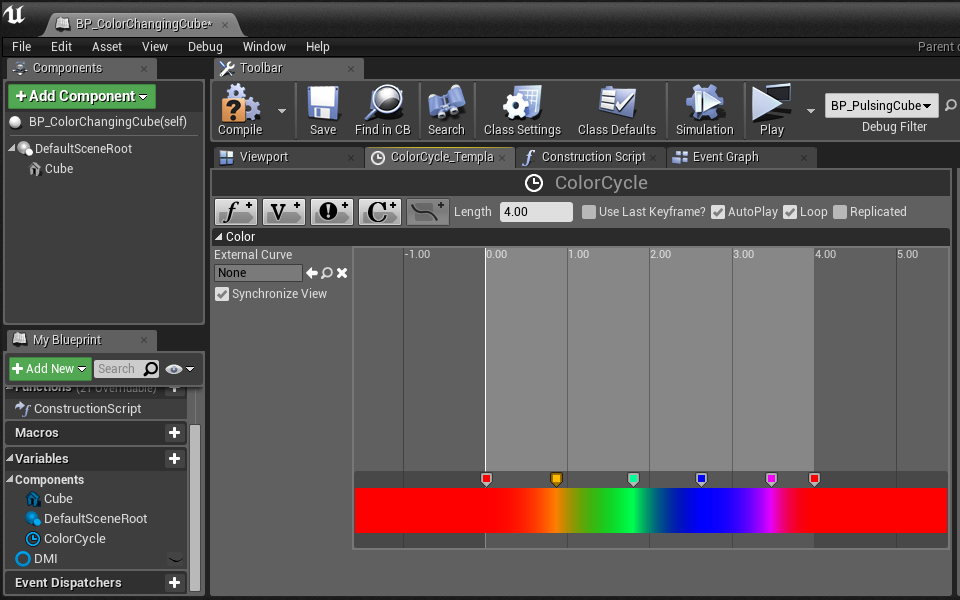 BP_ColorChangingCube*
File Edit Asset View Debug Window Help Parent
Components
Toolbar
+ Add Component
BP_ColorChangingCube(self)
DefaultSceneRoot
Cube
Compile Save Find in CB Search Class Settings Class Defaults Simulation Play
BP_PulsingCube
Debug Filter
Viewport ColorCycle_Templa Construction Script Event Graph
ColorCycle
f+ V+ !+ C+ Length 4.00 Use Last Keyframe? AutoPlay Loop Replicated
Color
External Curve
None
Synchronize View
-1.00 0.00 1.00 2.00 3.00 4.00 5.00
My Blueprint
+ Add New Search
Functions (21 Overridable) +
ConstructionScript
Macros +
Variables +
Components
Cube
DefaultSceneRoot
ColorCycle
DMI
Event Dispatchers +